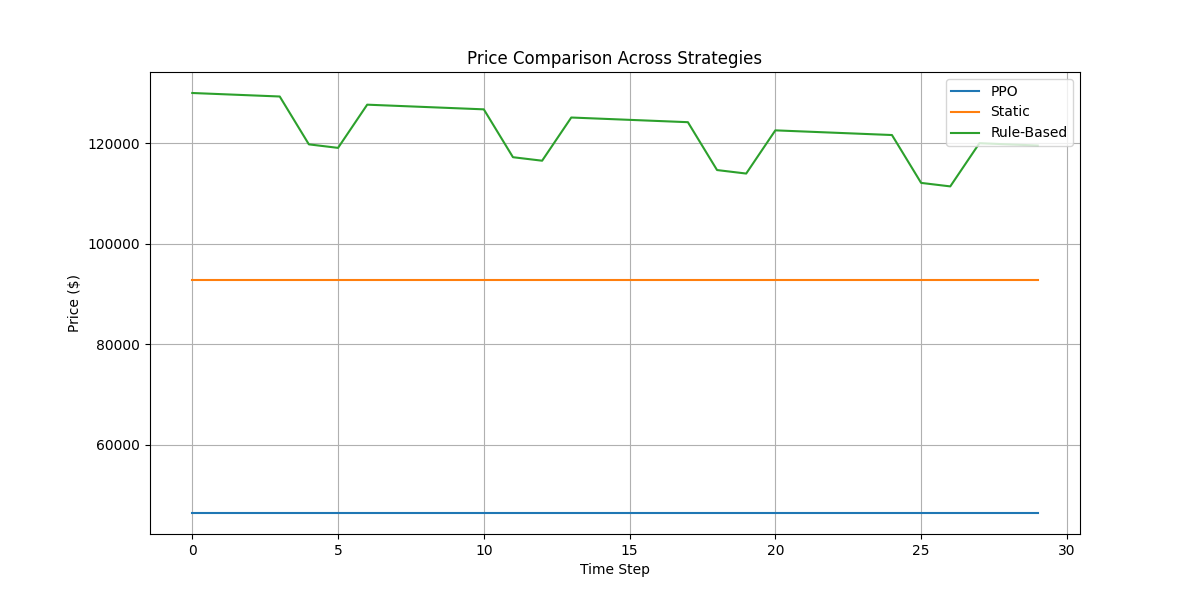 Price Comparison Across Strategies
PPO
Static
Rule-Based
120000
100000
80000
60000
Price ($)
0 5 10 15 20 25 30
Time Step